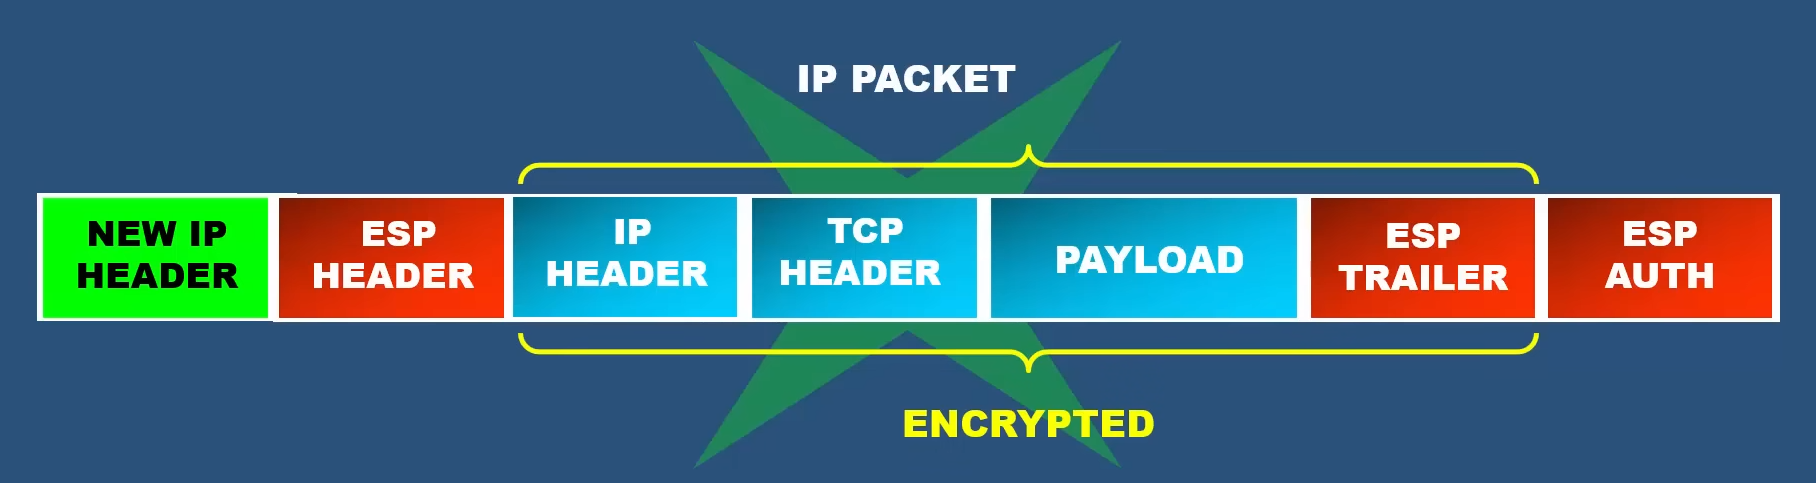 IP PACKET
NEW IP
HEADER
ESP
HEADER
IP
HEADER
TCP
HEADER
PAYLOAD
ESP
TRAILER
ESP
AUTH
ENCRYPTED